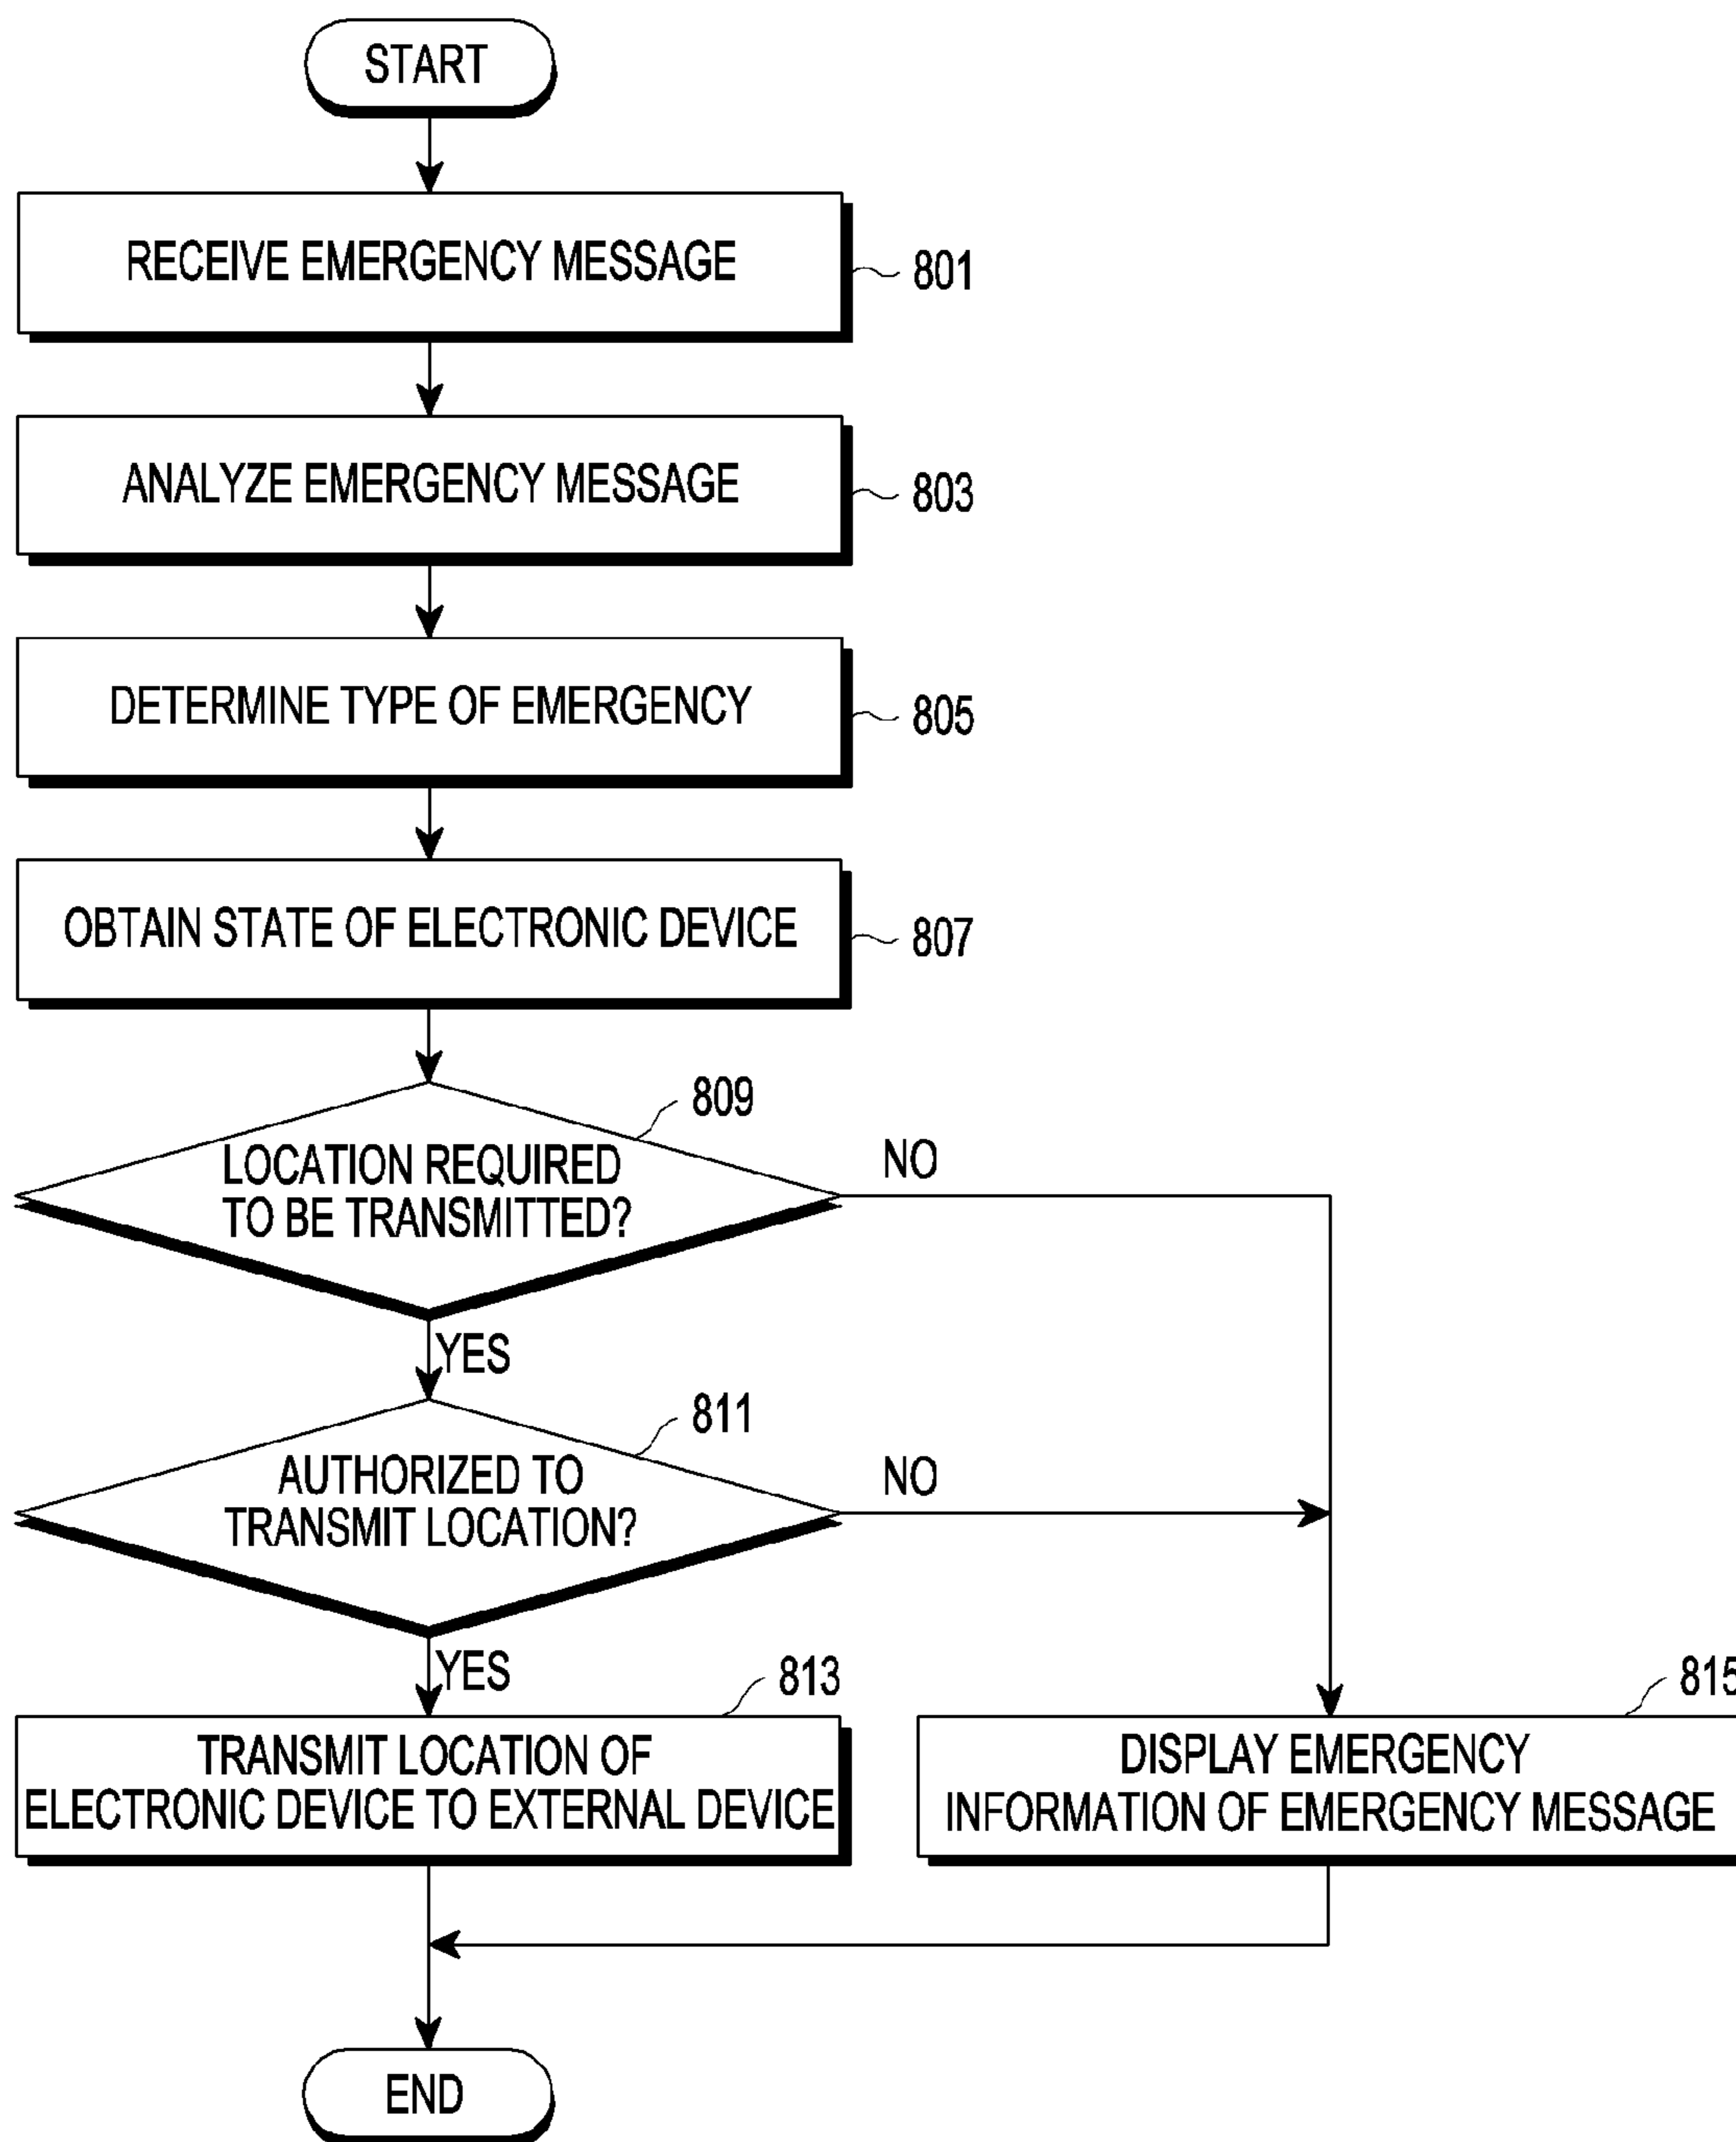 START
RECEIVE EMERGENCY MESSAGE
801
ANALYZE EMERGENCY MESSAGE
803
DETERMINE TYPE OF EMERGENCY
805
OBTAIN STATE OF ELECTRONIC DEVICE
807
809
LOCATION REQUIRED
TO BE TRANSMITTED?
NO
YES
811
AUTHORIZED TO
TRANSMIT LOCATION?
NO
YES
813
TRANSMIT LOCATION OF
ELECTRONIC DEVICE TO EXTERNAL DEVICE
815
DISPLAY EMERGENCY
INFORMATION OF EMERGENCY MESSAGE
END